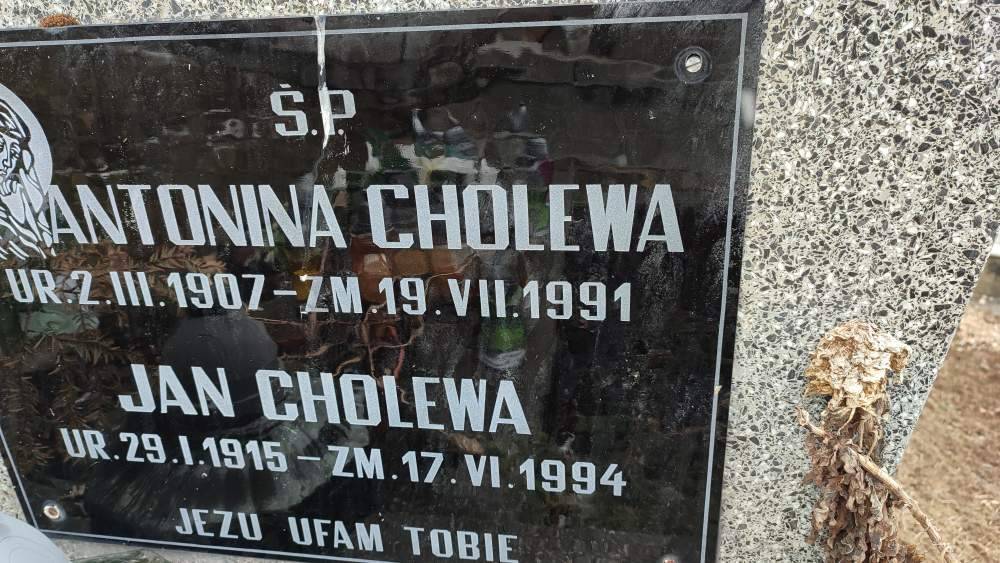 Ś.P.
ANTONINA CHOLEWA
UR.2.III.1907-ZM.19.VII.1991
JAN CHOLEWA
UR.29.I.1915-ZM.17.VI.1994
JEZU UFAM TOBIE